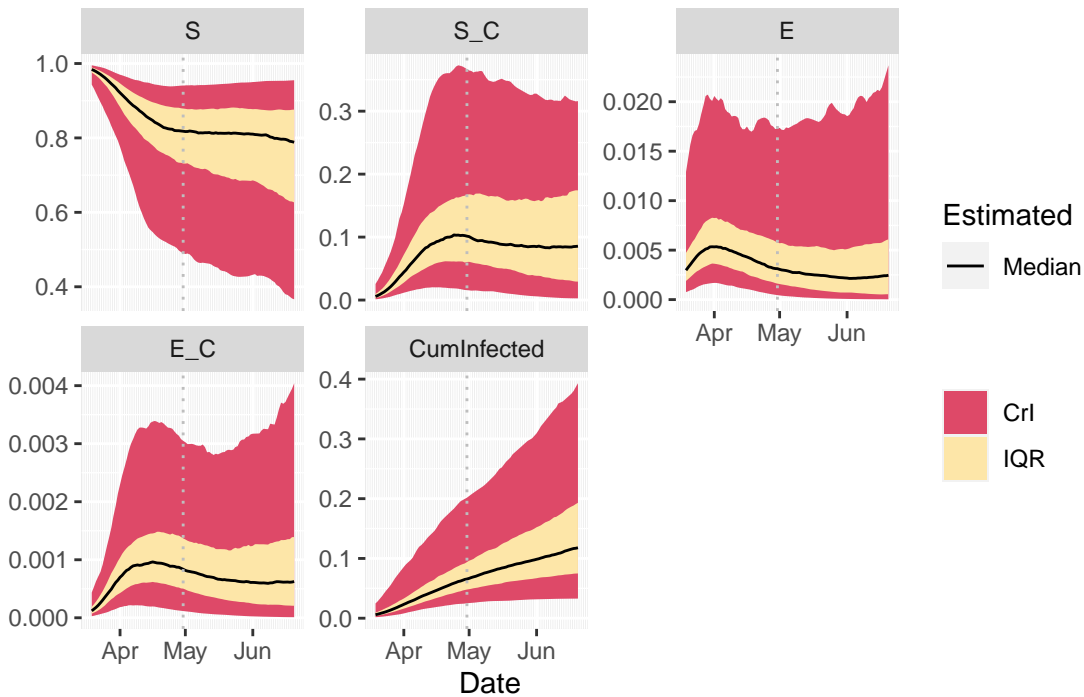 S
S_C
E
1.0
0.8
0.6
0.4
0.3
0.2
0.1
0.0
0.020
0.015
0.010
0.005
0.000
Apr May Jun
E_C
CumInfected
0.004
0.003
0.002
0.001
0.000
Apr May Jun
0.4
0.3
0.2
0.1
0.0
Apr May Jun
Date
Estimated
Median
CrI
IQR